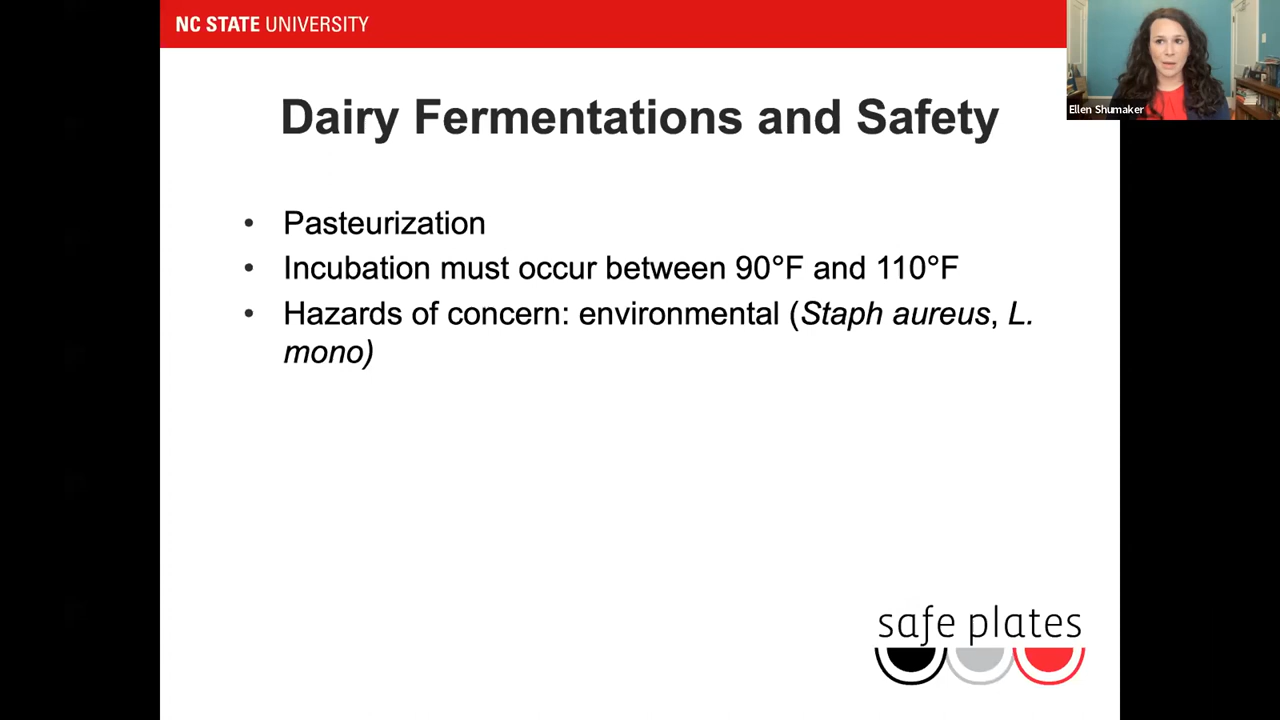 NC STATE UNIVERSITY
Ellen Shumaker
Dairy Fermentations and Safety
• Pasteurization
• Incubation must occur between 90°F and 110°F
• Hazards of concern: environmental (Staph aureus, L.
mono)
safe plates